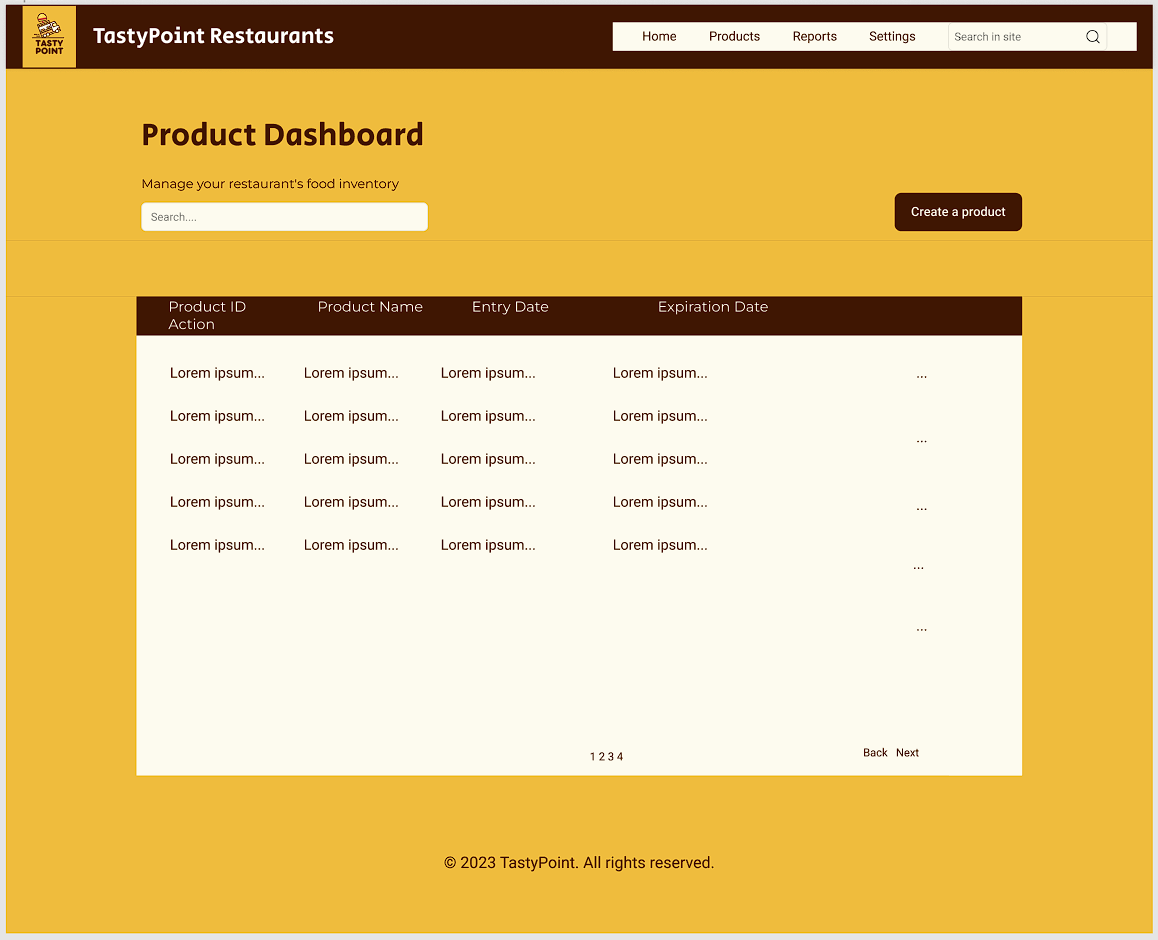 TASTY
POINT
TastyPoint Restaurants
Home Products Reports Settings Search in site
Product Dashboard
Manage your restaurant's food inventory
Search....
Create a product
Product ID Product Name Entry Date Expiration Date
Action
Lorem ipsum... Lorem ipsum... Lorem ipsum... Lorem ipsum... ...
Lorem ipsum... Lorem ipsum... Lorem ipsum... Lorem ipsum...
...
Lorem ipsum... Lorem ipsum... Lorem ipsum... Lorem ipsum...
Lorem ipsum... Lorem ipsum... Lorem ipsum... Lorem ipsum...
...
Lorem ipsum... Lorem ipsum... Lorem ipsum... Lorem ipsum...
...
...
1 2 3 4
Back Next
© 2023 TastyPoint. All rights reserved.